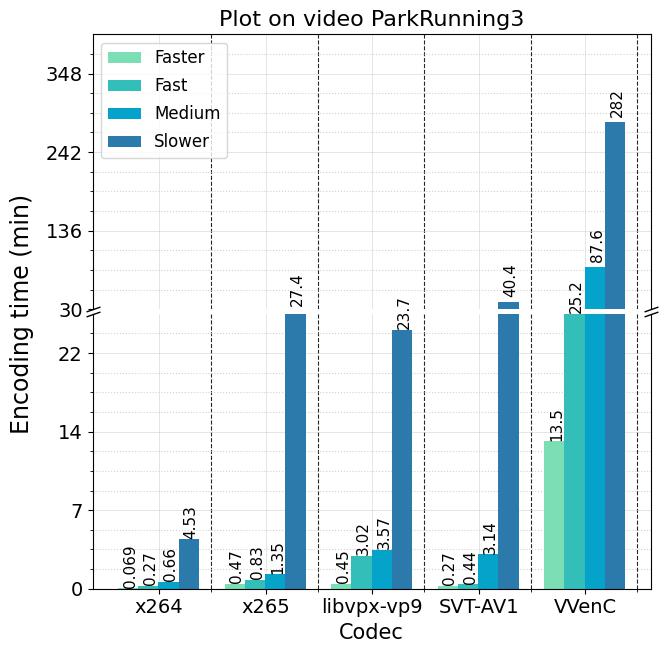 Plot on video ParkRunning3
Faster
Fast
Medium
Slower
Encoding time (min)
348
242
136
30
22
14
7
0
0.069
0.27
0.66
4.53
0.47
0.83
1.35
27.4
0.45
3.02
3.57
23.7
0.27
0.44
3.14
40.4
13.5
25.2
87.6
282
x264
x265
libvpx-vp9
SVT-AV1
VVenC
Codec